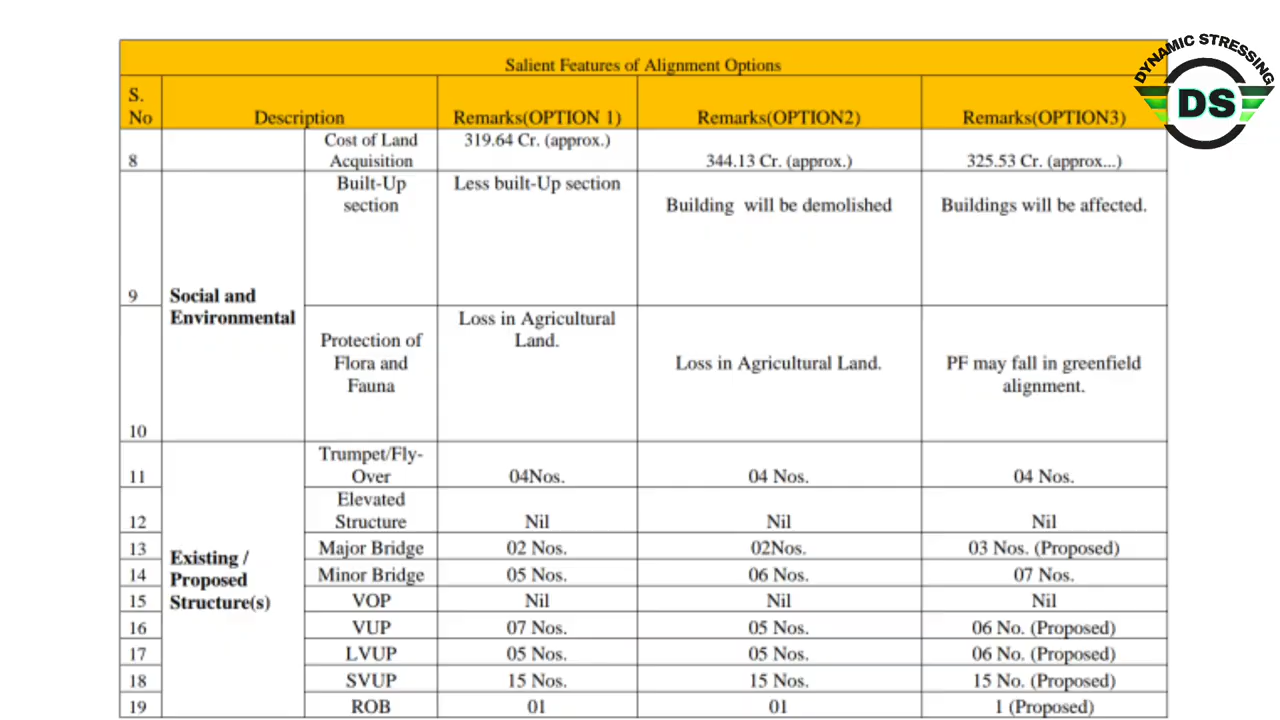 Salient Features of Alignment Options
S. No Description Remarks(OPTION 1) Remarks(OPTION2) Remarks(OPTION3)
8 Cost of Land Acquisition 319.64 Cr. (approx.) 344.13 Cr. (approx.) 325.53 Cr. (approx...)
9 Social and Environmental Built-Up section Less built-Up section Building will be demolished Buildings will be affected.
10 Protection of Flora and Fauna Loss in Agricultural Land. Loss in Agricultural Land. PF may fall in greenfield alignment.
11 Existing / Proposed Structure(s) Trumpet/Fly-Over 04Nos. 04 Nos. 04 Nos.
12 Elevated Structure Nil Nil Nil
13 Major Bridge 02 Nos. 02Nos. 03 Nos. (Proposed)
14 Minor Bridge 05 Nos. 06 Nos. 07 Nos.
15 VOP Nil Nil Nil
16 VUP 07 Nos. 05 Nos. 06 No. (Proposed)
17 LVUP 05 Nos. 05 Nos. 06 No. (Proposed)
18 SVUP 15 Nos. 15 Nos. 15 No. (Proposed)
19 ROB 01 01 1 (Proposed)
DYNAMIC STRESSING
DS